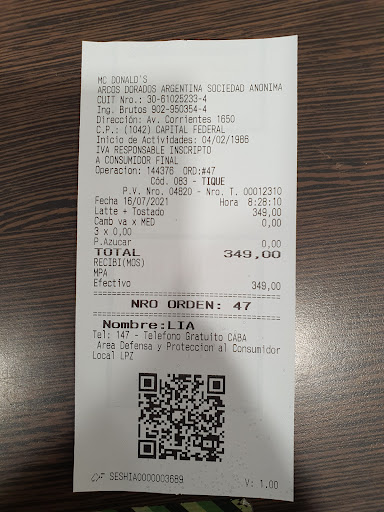 MC DONALD'S
ARCOS DORADOS ARGENTINA SOCIEDAD ANONIMA
CUIT Nro.: 30-61025233-4
Ing. Brutos 902-950354-4
Dirección: Av. Corrientes 1650
C.P.: (1042) CAPITAL FEDERAL
Inicio de Actividades: 04/02/1986
IVA RESPONSABLE INSCRIPTO
A CONSUMIDOR FINAL
Operacion: 144376 ORD:#47
Cód. 083 - TIQUE
P.V. Nro. 04820 - Nro. T. 00012310
Fecha 16/07/2021 Hora 8:28:10
Latte + Tostado 349,00
Camb va x MED 0,00
3 x 0,00
P.Azucar 0,00
TOTAL 349,00
RECIBI(MOS)
MPA
Efectivo 349,00
NRO ORDEN: 47
Nombre:LIA
Tel: 147 - Telefono Gratuito CABA
Area Defensa y Proteccion al Consumidor
Local LPZ
CF SESHIA0000003689 V: 1.00